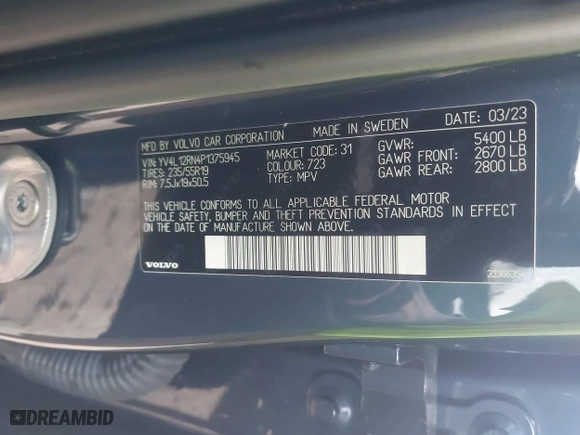 MFD BY VOLVO CAR CORPORATION MADE IN SWEDEN DATE: 03/23
VIN: YV4L12RN4P1375945 MARKET CODE: 31 GVWR: 5400 LB
TIRES: 235/55R19 COLOUR: 723 GAWR FRONT: 2670 LB
RIM: 7.5Jx19x50.5 TYPE: MPV GAWR REAR: 2800 LB
THIS VEHICLE CONFORMS TO ALL APPLICABLE FEDERAL MOTOR
VEHICLE SAFETY, BUMPER AND THEFT PREVENTION STANDARDS IN EFFECT
ON THE DATE OF MANUFACTURE SHOWN ABOVE.
VOLVO
DREAMBID